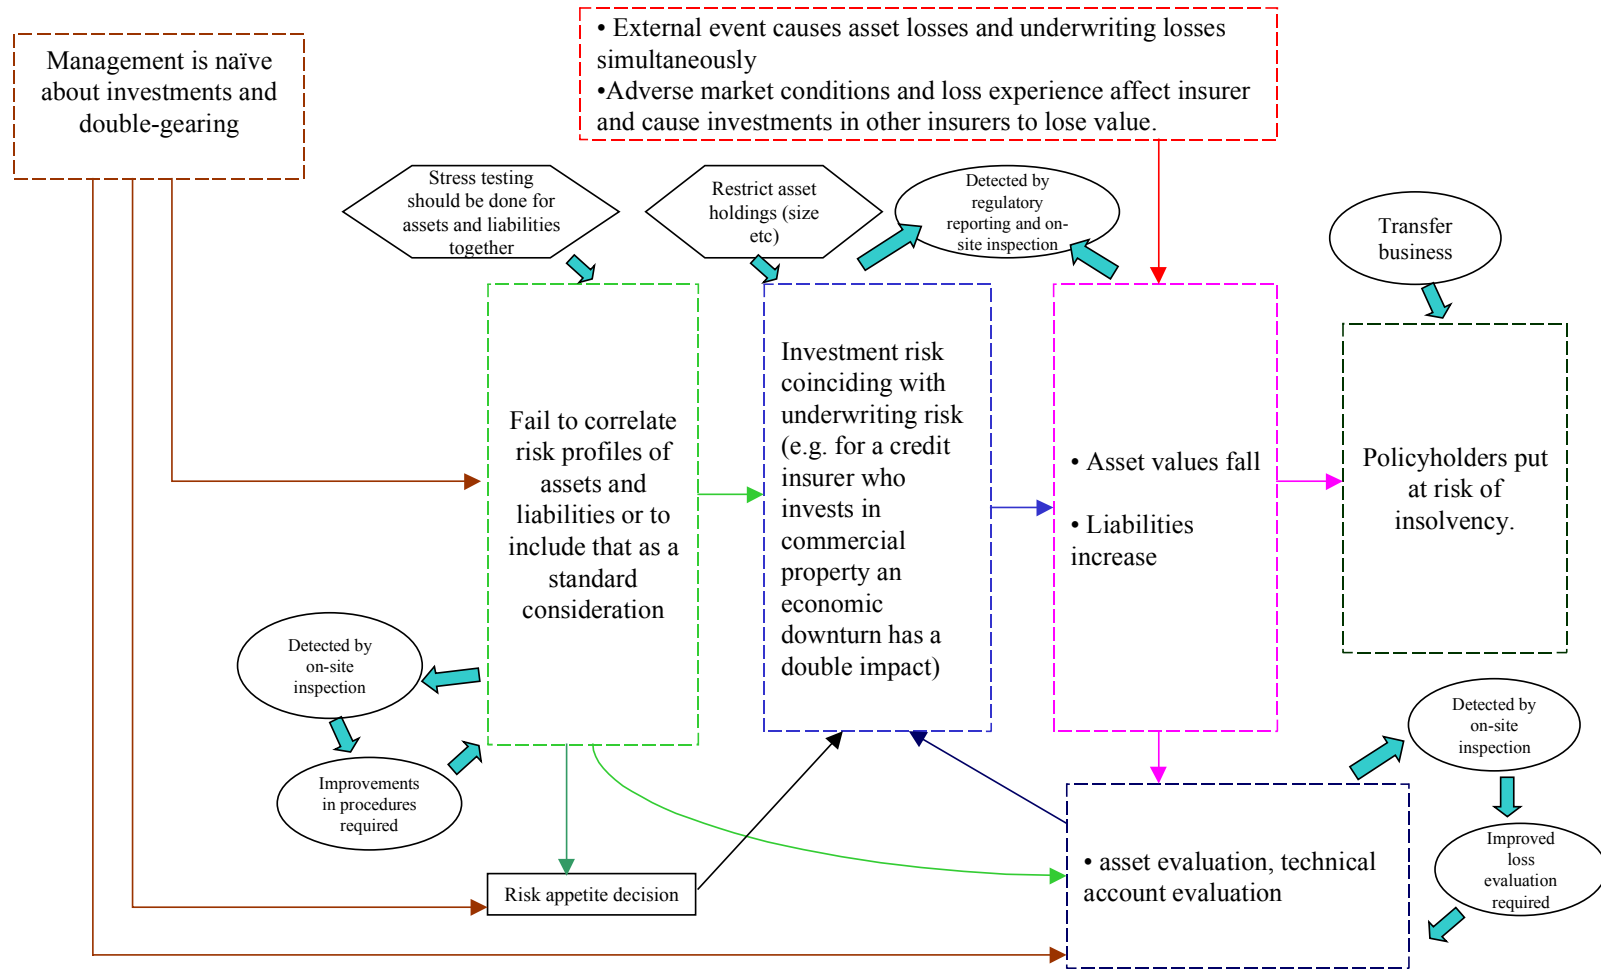 Management is naïve
about investments and
double-gearing
• External event causes asset losses and underwriting losses
simultaneously
•Adverse market conditions and loss experience affect insurer
and cause investments in other insurers to lose value.
Stress testing
should be done for
assets and liabilities
together
Restrict asset
holdings (size
etc)
Detected by
regulatory
reporting and on-
site inspection
Transfer
business
Fail to correlate
risk profiles of
assets and
liabilities or to
include that as a
standard
consideration
Investment risk
coinciding with
underwriting risk
(e.g. for a credit
insurer who
invests in
commercial
property an
economic
downturn has a
double impact)
• Asset values fall
• Liabilities
increase
Policyholders put
at risk of
insolvency.
Detected by
on-site
inspection
Improvements
in procedures
required
Risk appetite decision
• asset evaluation, technical
account evaluation
Detected by
on-site
inspection
Improved
loss
evaluation
required